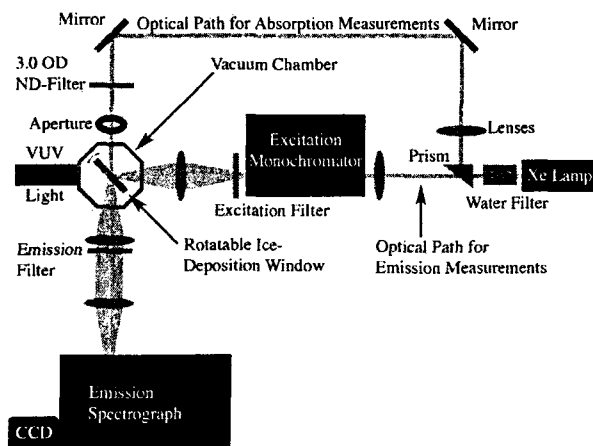 Mirror
Optical Path for Absorption Measurements
Mirror
3.0 OD
ND-Filter
Vacuum Chamber
Aperture
Lenses
VUV
Light
Excitation
Monochromator
Prism
Xe Lamp
Water Filter
Excitation Filter
Emission
Filter
Rotatable Ice-
Deposition Window
Optical Path for
Emission Measurements
Emission
Spectrograph
CCD